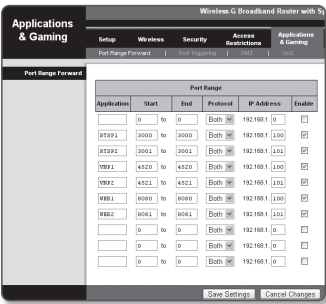 Wireless-G Broadband Router with Sp
Applications
& Gaming
Setup Wireless Security Access Restrictions Applications & Gaming
Port Range Forward | Port Triggering | DMZ | QoS
Port Range Forward
Port Range
Application Start End Protocol IP Address Enable
0 to 0 Both 192.168.1. 0
RTSP1 3000 to 3000 Both 192.168.1. 100
RTSP2 3001 to 3001 Both 192.168.1. 101
VNP1 4520 to 4520 Both 192.168.1. 100
VNP2 4521 to 4521 Both 192.168.1. 101
WEB1 8080 to 8080 Both 192.168.1. 100
WEB2 8081 to 8081 Both 192.168.1. 101
0 to 0 Both 192.168.1. 0
0 to 0 Both 192.168.1. 0
0 to 0 Both 192.168.1. 0
Save Settings Cancel Changes